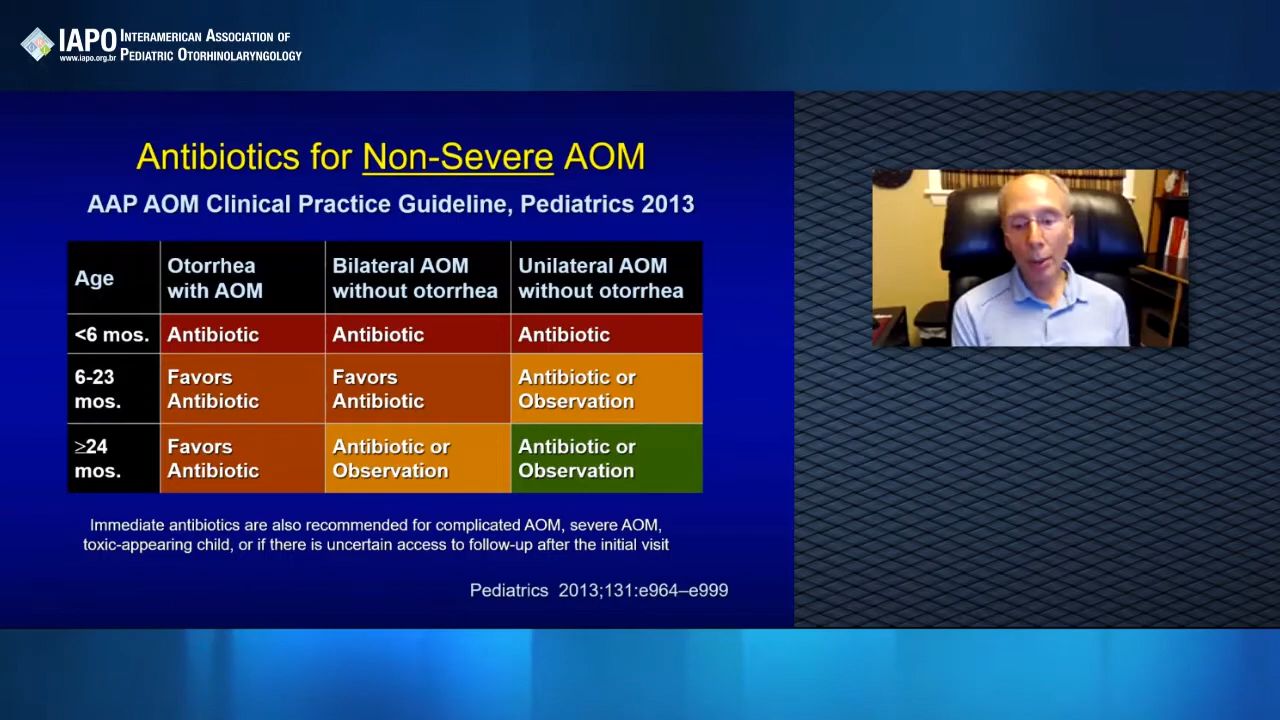 IAPO
www.iapo.org.br
INTERAMERICAN ASSOCIATION OF
PEDIATRIC OTORHINOLARYNGOLOGY
Antibiotics for Non-Severe AOM
AAP AOM Clinical Practice Guideline, Pediatrics 2013
Age
Otorrhea
with AOM
Bilateral AOM
without otorrhea
Unilateral AOM
without otorrhea
<6 mos.
Antibiotic
Antibiotic
Antibiotic
6-23
mos.
Favors
Antibiotic
Favors
Antibiotic
Antibiotic or
Observation
≥24
mos.
Favors
Antibiotic
Antibiotic or
Observation
Antibiotic or
Observation
Immediate antibiotics are also recommended for complicated AOM, severe AOM,
toxic-appearing child, or if there is uncertain access to follow-up after the initial visit
Pediatrics 2013;131:e964–e999